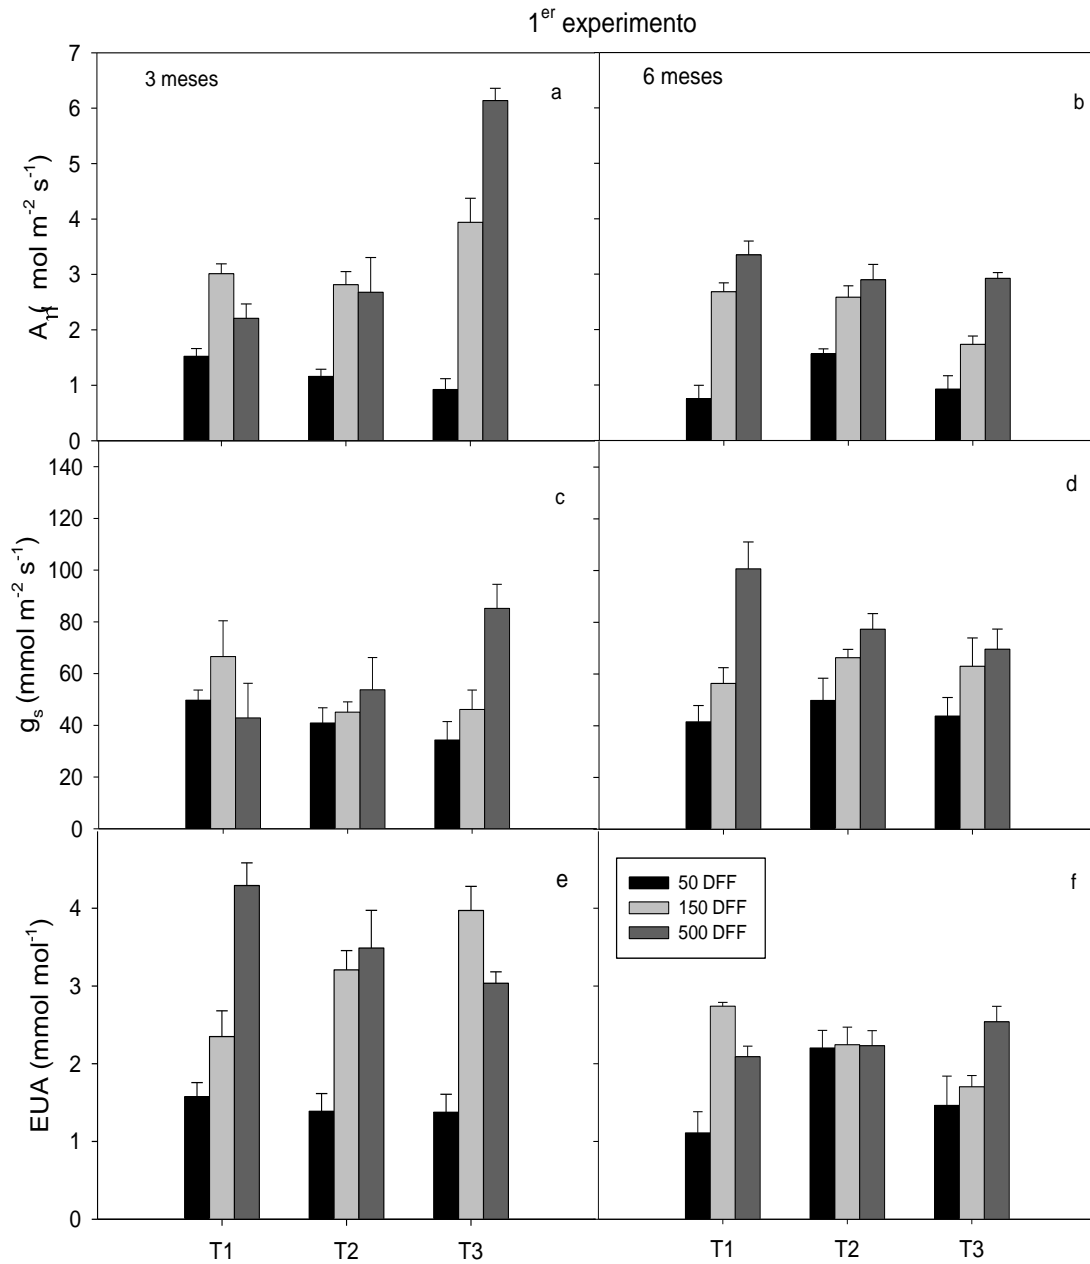 1er experimento
3 meses
a
6 meses
b
An( mol m-2 s-1)
7
6
5
4
3
2
1
0
c
d
gs (mmol m-2 s-1)
140
120
100
80
60
40
20
0
e
f
EUA (mmol mol-1)
4
3
2
1
0
50 DFF
150 DFF
500 DFF
T1 T2 T3 T1 T2 T3